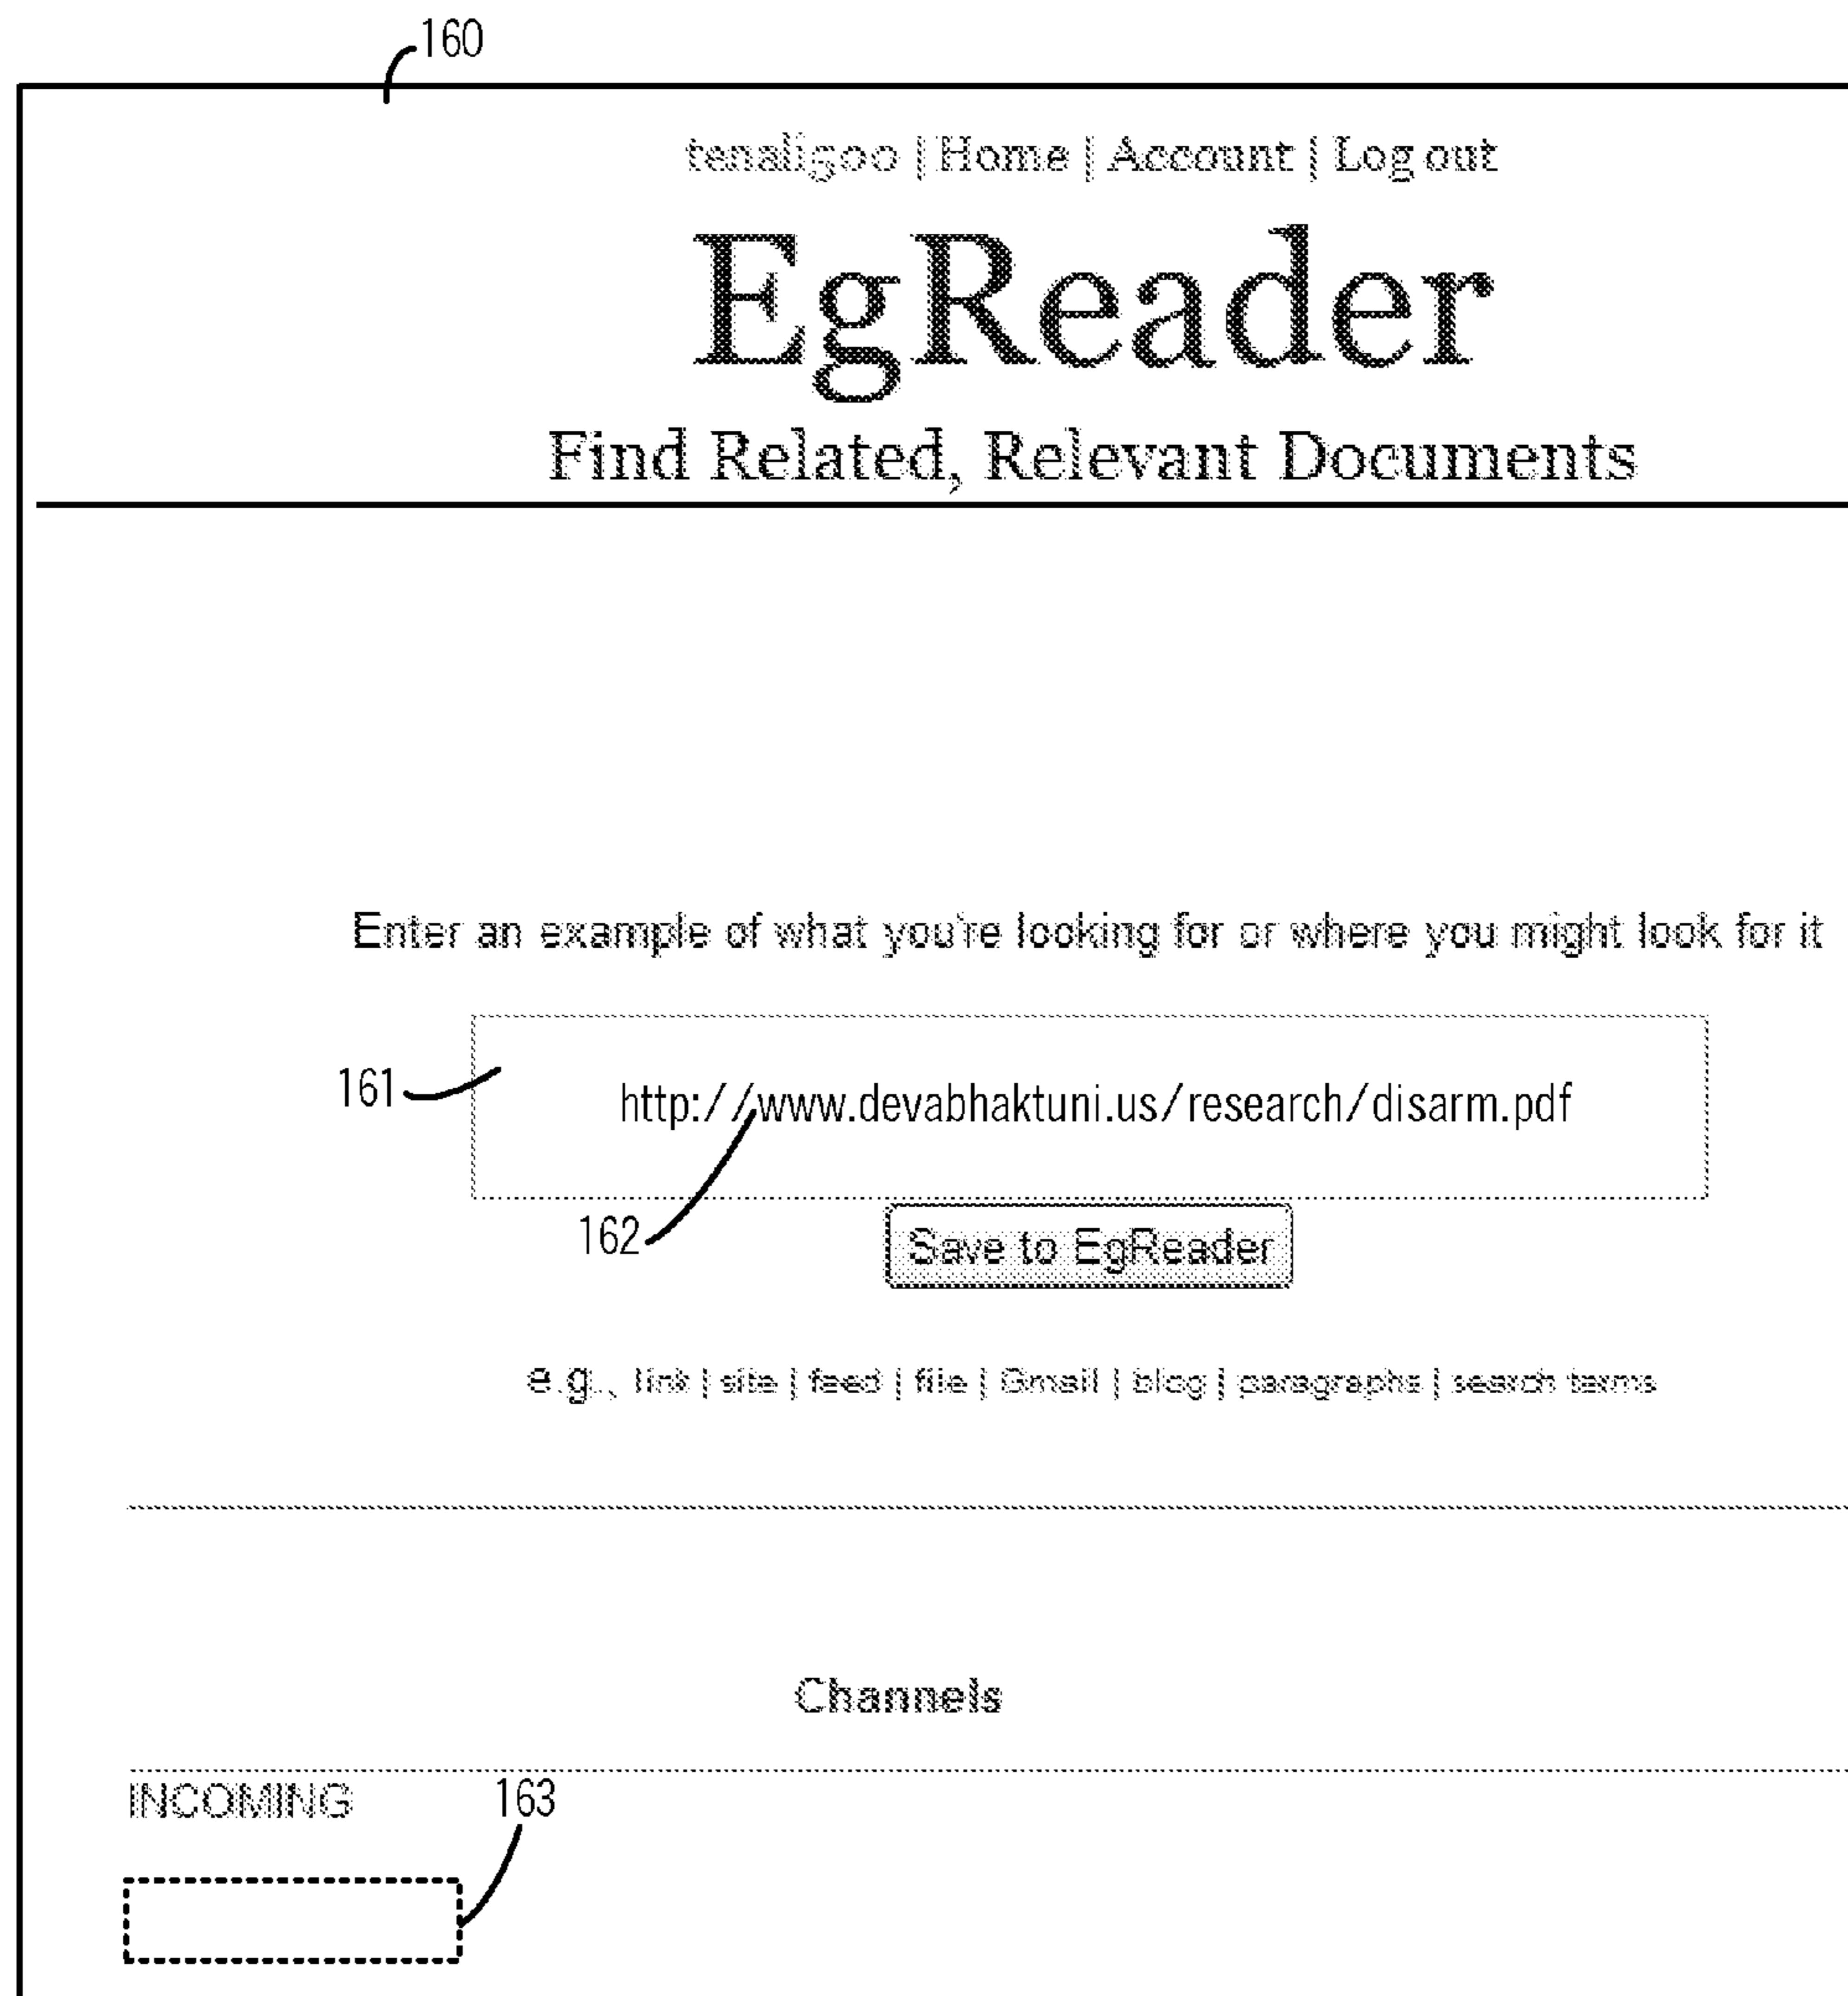 160
tenaligoo | Home | Account | Log out
EgReader
Find Related, Relevant Documents
Enter an example of what you're looking for or where you might look for it
161
http://www.devabhaktuni.us/research/disarm.pdf
162
Save to EgReader
e.g., link | site | feed | file | Gmail | blog | paragraphs | search terms
Channels
INCOMING
163